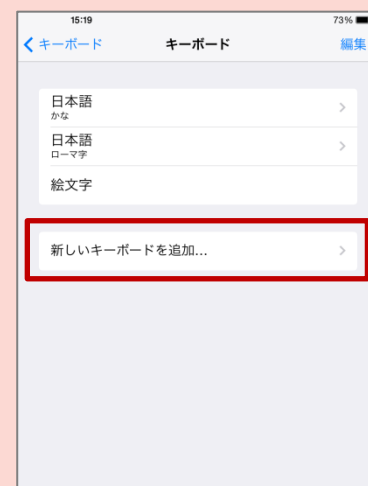 15:19 73%
キーボード キーボード 編集
日本語
かな
日本語
ローマ字
絵文字
新しいキーボードを追加...